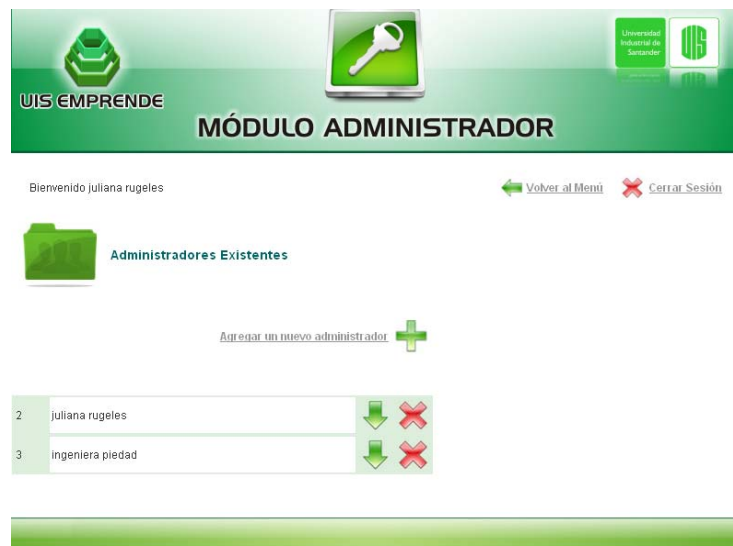 Universidad
Industrial de
Santander
UIS
UIS EMPRENDE
MÓDULO ADMINISTRADOR
Bienvenido juliana rugeles
Volver al Menú
Cerrar Sesión
Administradores Existentes
Agregar un nuevo administrador
2 juliana rugeles
3 ingeniera piedad